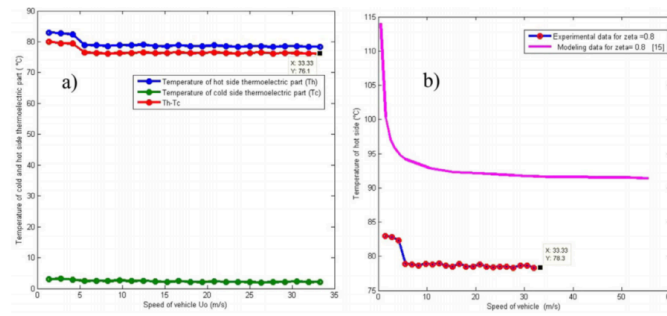 a)
90
80
70
60
50
40
30
20
10
0
0 5 10 15 20 25 30 35
Temperature of cold and hot side thermoelectric part ( °C)
Speed of vehicle Uo (m/s)
X: 33.33
Y: 76.1
Temperature of hot side thermoelectric part (Th)
Temperature of cold side thermoelectric part (Tc)
Th-Tc
b)
115
110
105
100
95
90
85
80
75
0 10 20 30 40 50
Temperature of hot side (°C)
Speed of vehicle (m/s)
Experimental data for zeta =0.8
Modeling data for zeta= 0.8 [15]
X: 33.33
Y: 78.3